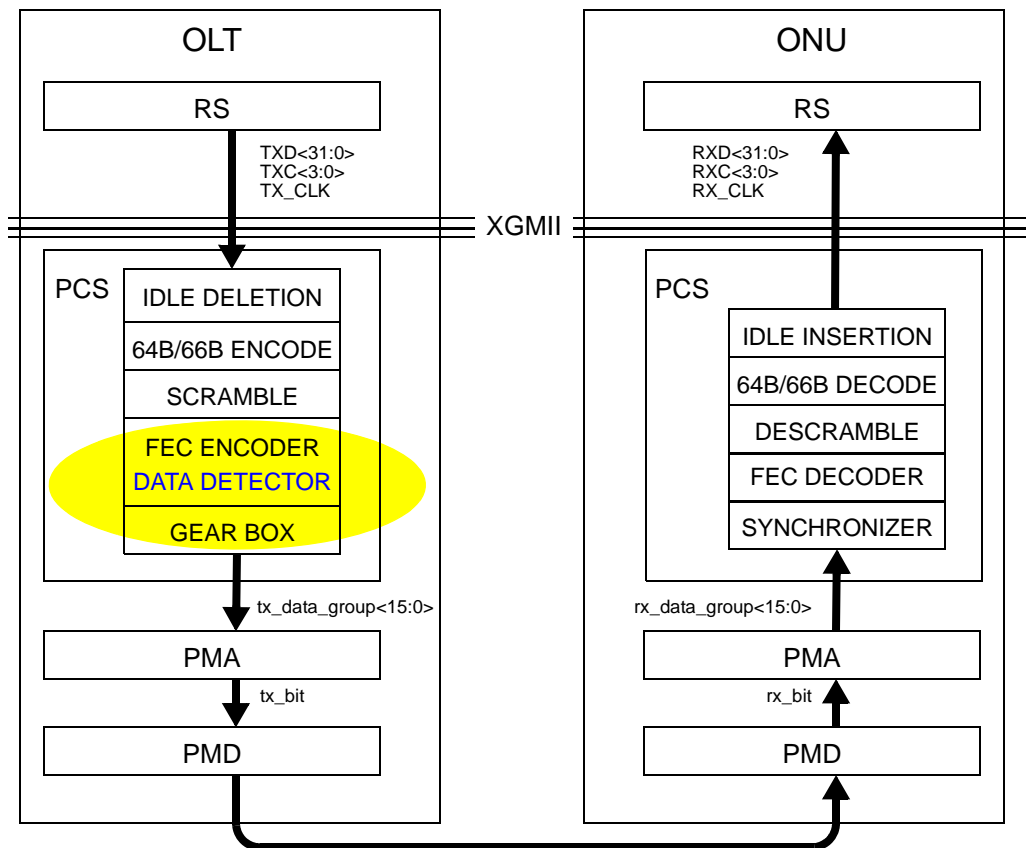 OLT
RS
TXD<31:0>
TXC<3:0>
TX_CLK
XGMII
PCS
IDLE DELETION
64B/66B ENCODE
SCRAMBLE
FEC ENCODER
DATA DETECTOR
GEAR BOX
tx_data_group<15:0>
PMA
tx_bit
PMD
ONU
RS
RXD<31:0>
RXC<3:0>
RX_CLK
PCS
IDLE INSERTION
64B/66B DECODE
DESCRAMBLE
FEC DECODER
SYNCHRONIZER
rx_data_group<15:0>
PMA
rx_bit
PMD